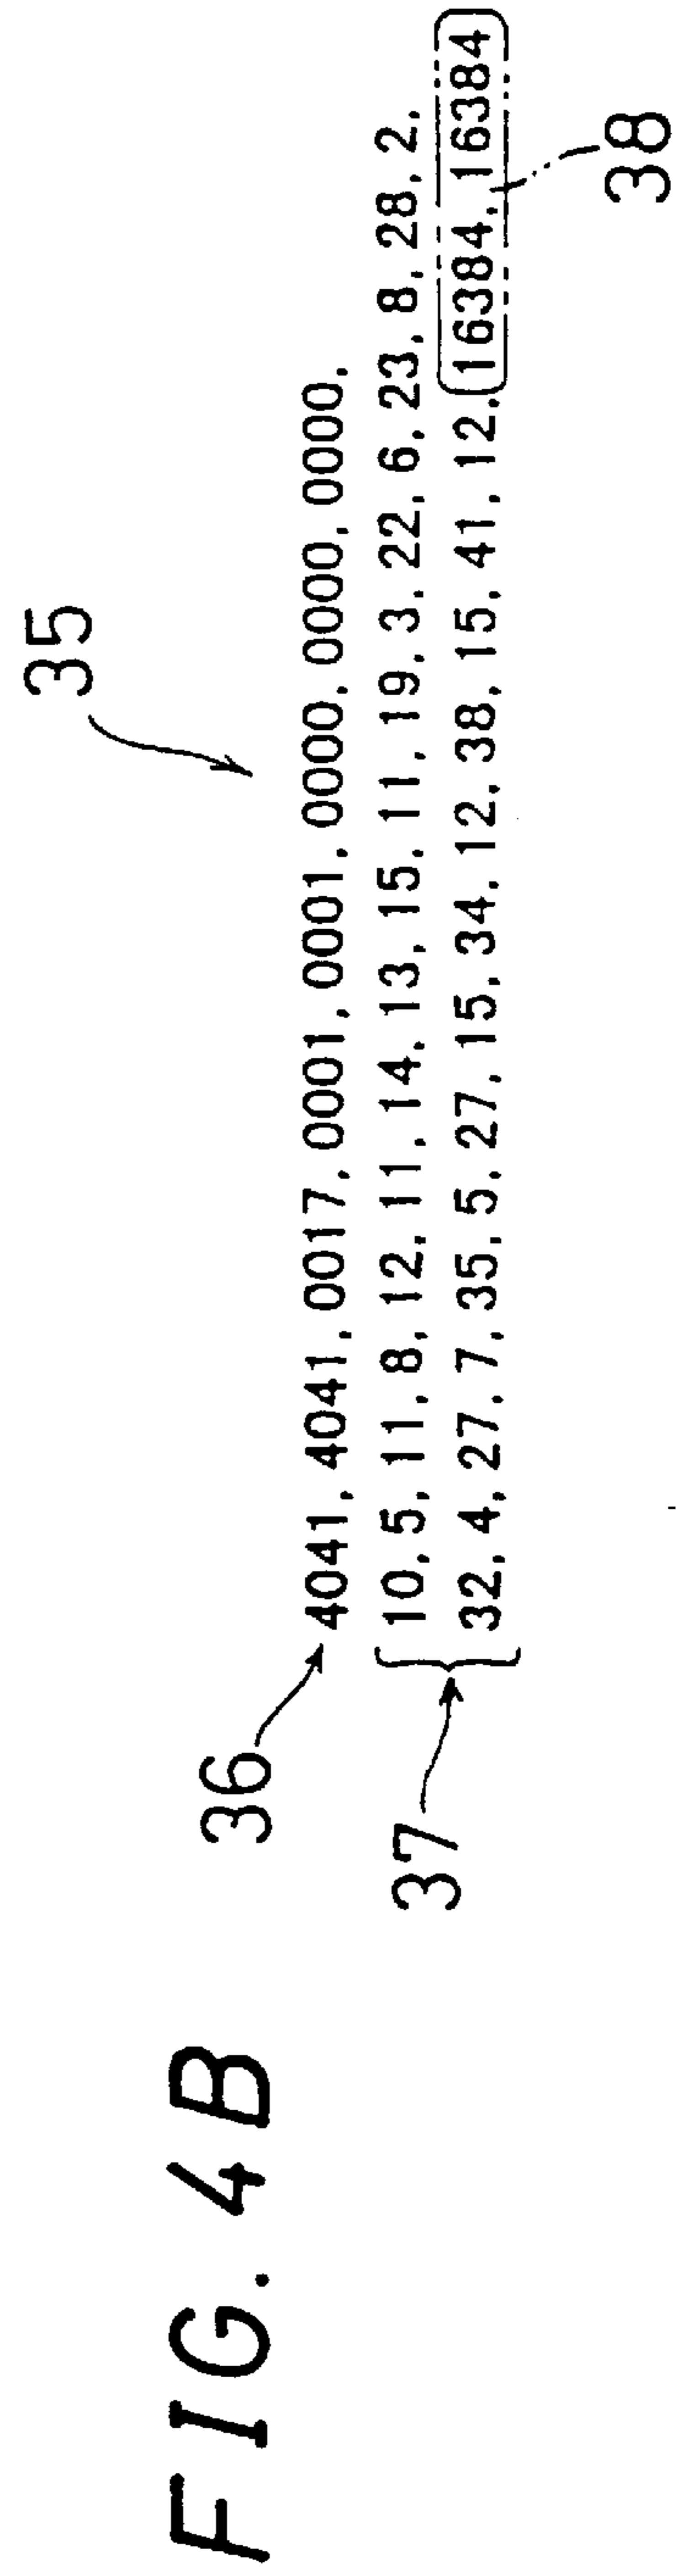 FIG. 4B
35
36
4041, 4041, 0017, 0001, 0001, 0000, 0000, 0000,
37
10, 5, 11, 8, 12, 11, 14, 13, 15, 11, 19, 3, 22, 6, 23, 8, 28, 2,
32, 4, 27, 7, 35, 5, 27, 15, 34, 12, 38, 15, 41, 12, 16384, 16384
38